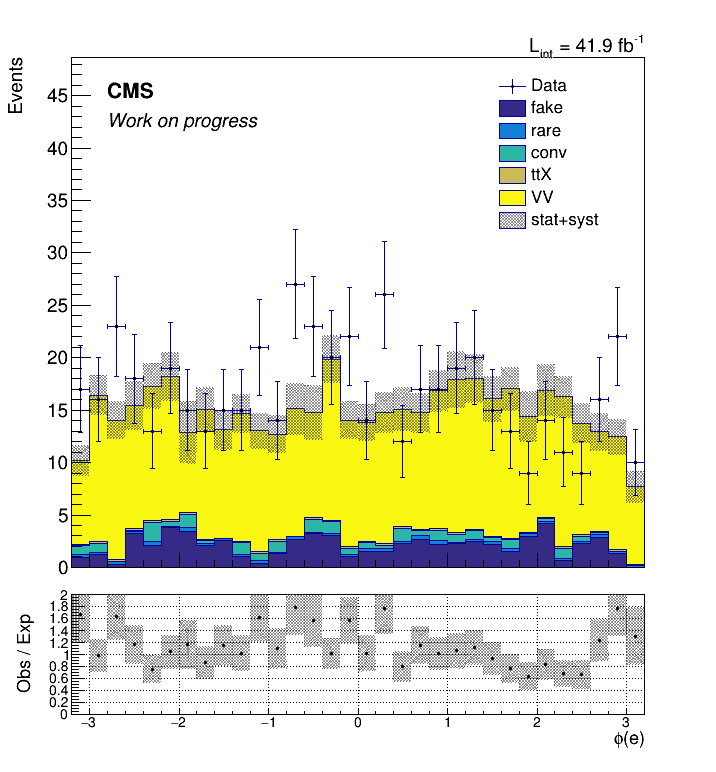 L_int = 41.9 fb^-1
Events
CMS
Work on progress
Data
fake
rare
conv
ttX
VV
stat+syst
45
40
35
30
25
20
15
10
5
0
Obs / Exp
2
1.8
1.6
1.4
1.2
1
0.8
0.6
0.4
0.2
0
−3 −2 −1 0 1 2 3
ϕ(e)